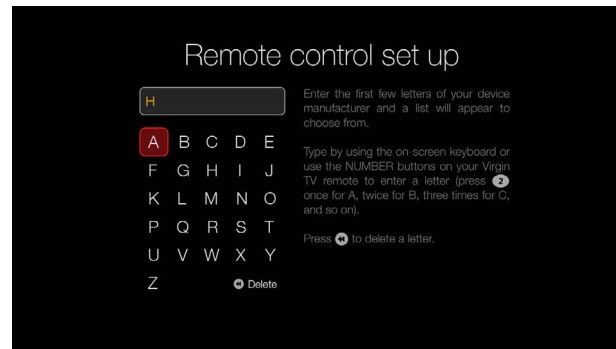 Remote control set up
H
A B C D E
F G H I J
K L M N O
P Q R S T
U V W X Y
Z Delete
Enter the first few letters of your device
manufacturer and a list will appear to
choose from.
Type by using the on-screen keyboard or
use the NUMBER buttons on your Virgin
TV remote to enter a letter (press 2
once for A, twice for B, three times for C,
and so on).
Press to delete a letter.